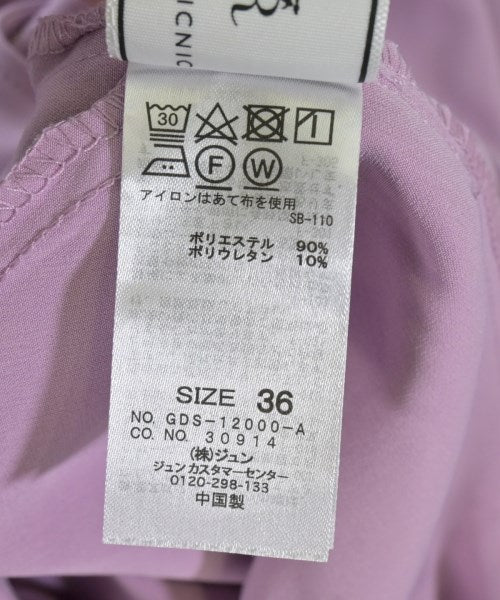 R
PICNIC
30
F W
アイロンはあて布を使用
SB-110
ポリエステル 90%
ポリウレタン 10%
SIZE 36
NO. GDS-12000-A
CO. NO. 30914
(株)ジュン
ジュン カスタマーセンター
0120-298-133
中国製